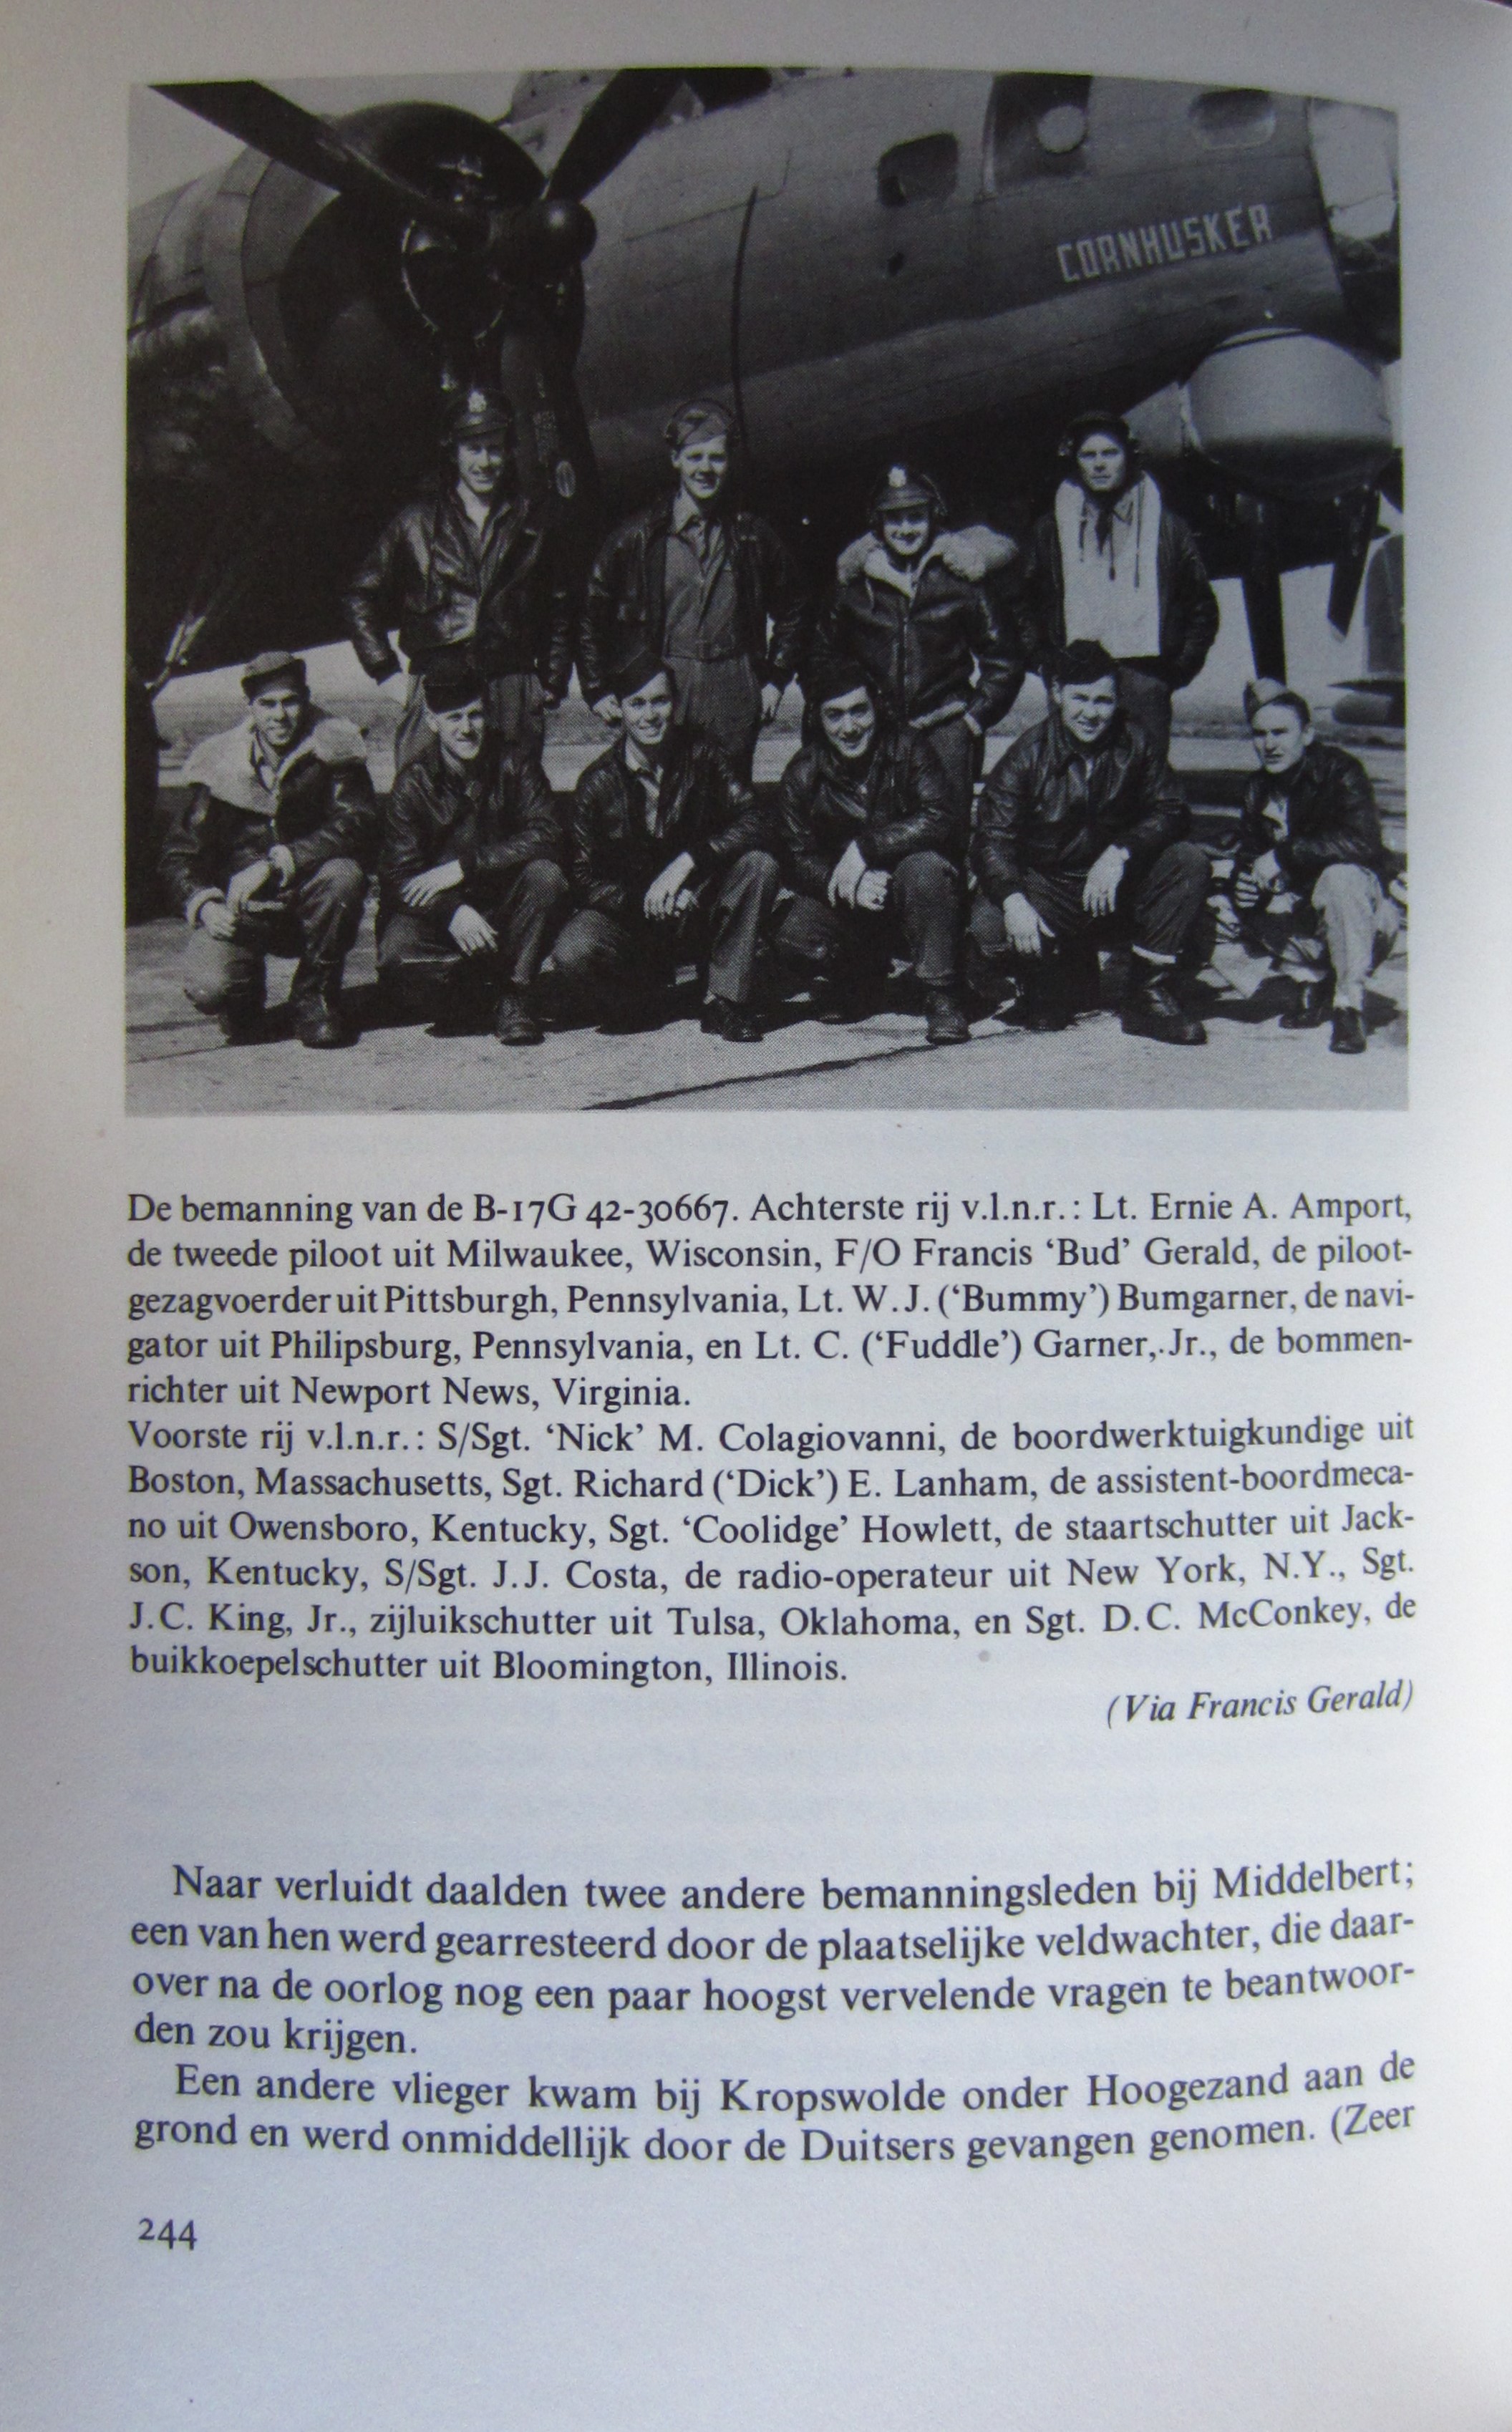 CORNHUSKER
De bemanning van de B-17G 42-30667. Achterste rij v.l.n.r.: Lt. Ernie A. Amport,
de tweede piloot uit Milwaukee, Wisconsin, F/O Francis ‘Bud’ Gerald, de piloot-
gezagvoerder uit Pittsburgh, Pennsylvania, Lt. W.J. (‘Bummy’) Bumgarner, de navi-
gator uit Philipsburg, Pennsylvania, en Lt. C. (‘Fuddle’) Garner, Jr., de bommen-
richter uit Newport News, Virginia.
Voorste rij v.l.n.r.: S/Sgt. ‘Nick’ M. Colagiovanni, de boordwerktuigkundige uit
Boston, Massachusetts, Sgt. Richard (‘Dick’) E. Lanham, de assistent-boordmeca-
no uit Owensboro, Kentucky, Sgt. ‘Coolidge’ Howlett, de staartschutter uit Jack-
son, Kentucky, S/Sgt. J.J. Costa, de radio-operateur uit New York, N.Y., Sgt.
J.C. King, Jr., zijluikschutter uit Tulsa, Oklahoma, en Sgt. D.C. McConkey, de
buikkoepelschutter uit Bloomington, Illinois.
(Via Francis Gerald)
Naar verluidt daalden twee andere bemanningsleden bij Middelbert;
een van hen werd gearresteerd door de plaatselijke veldwachter, die daar-
over na de oorlog nog een paar hoogst vervelende vragen te beantwoor-
den zou krijgen.
Een andere vlieger kwam bij Kropswolde onder Hoogezand aan de
grond en werd onmiddellijk door de Duitsers gevangen genomen. (Zeer
244